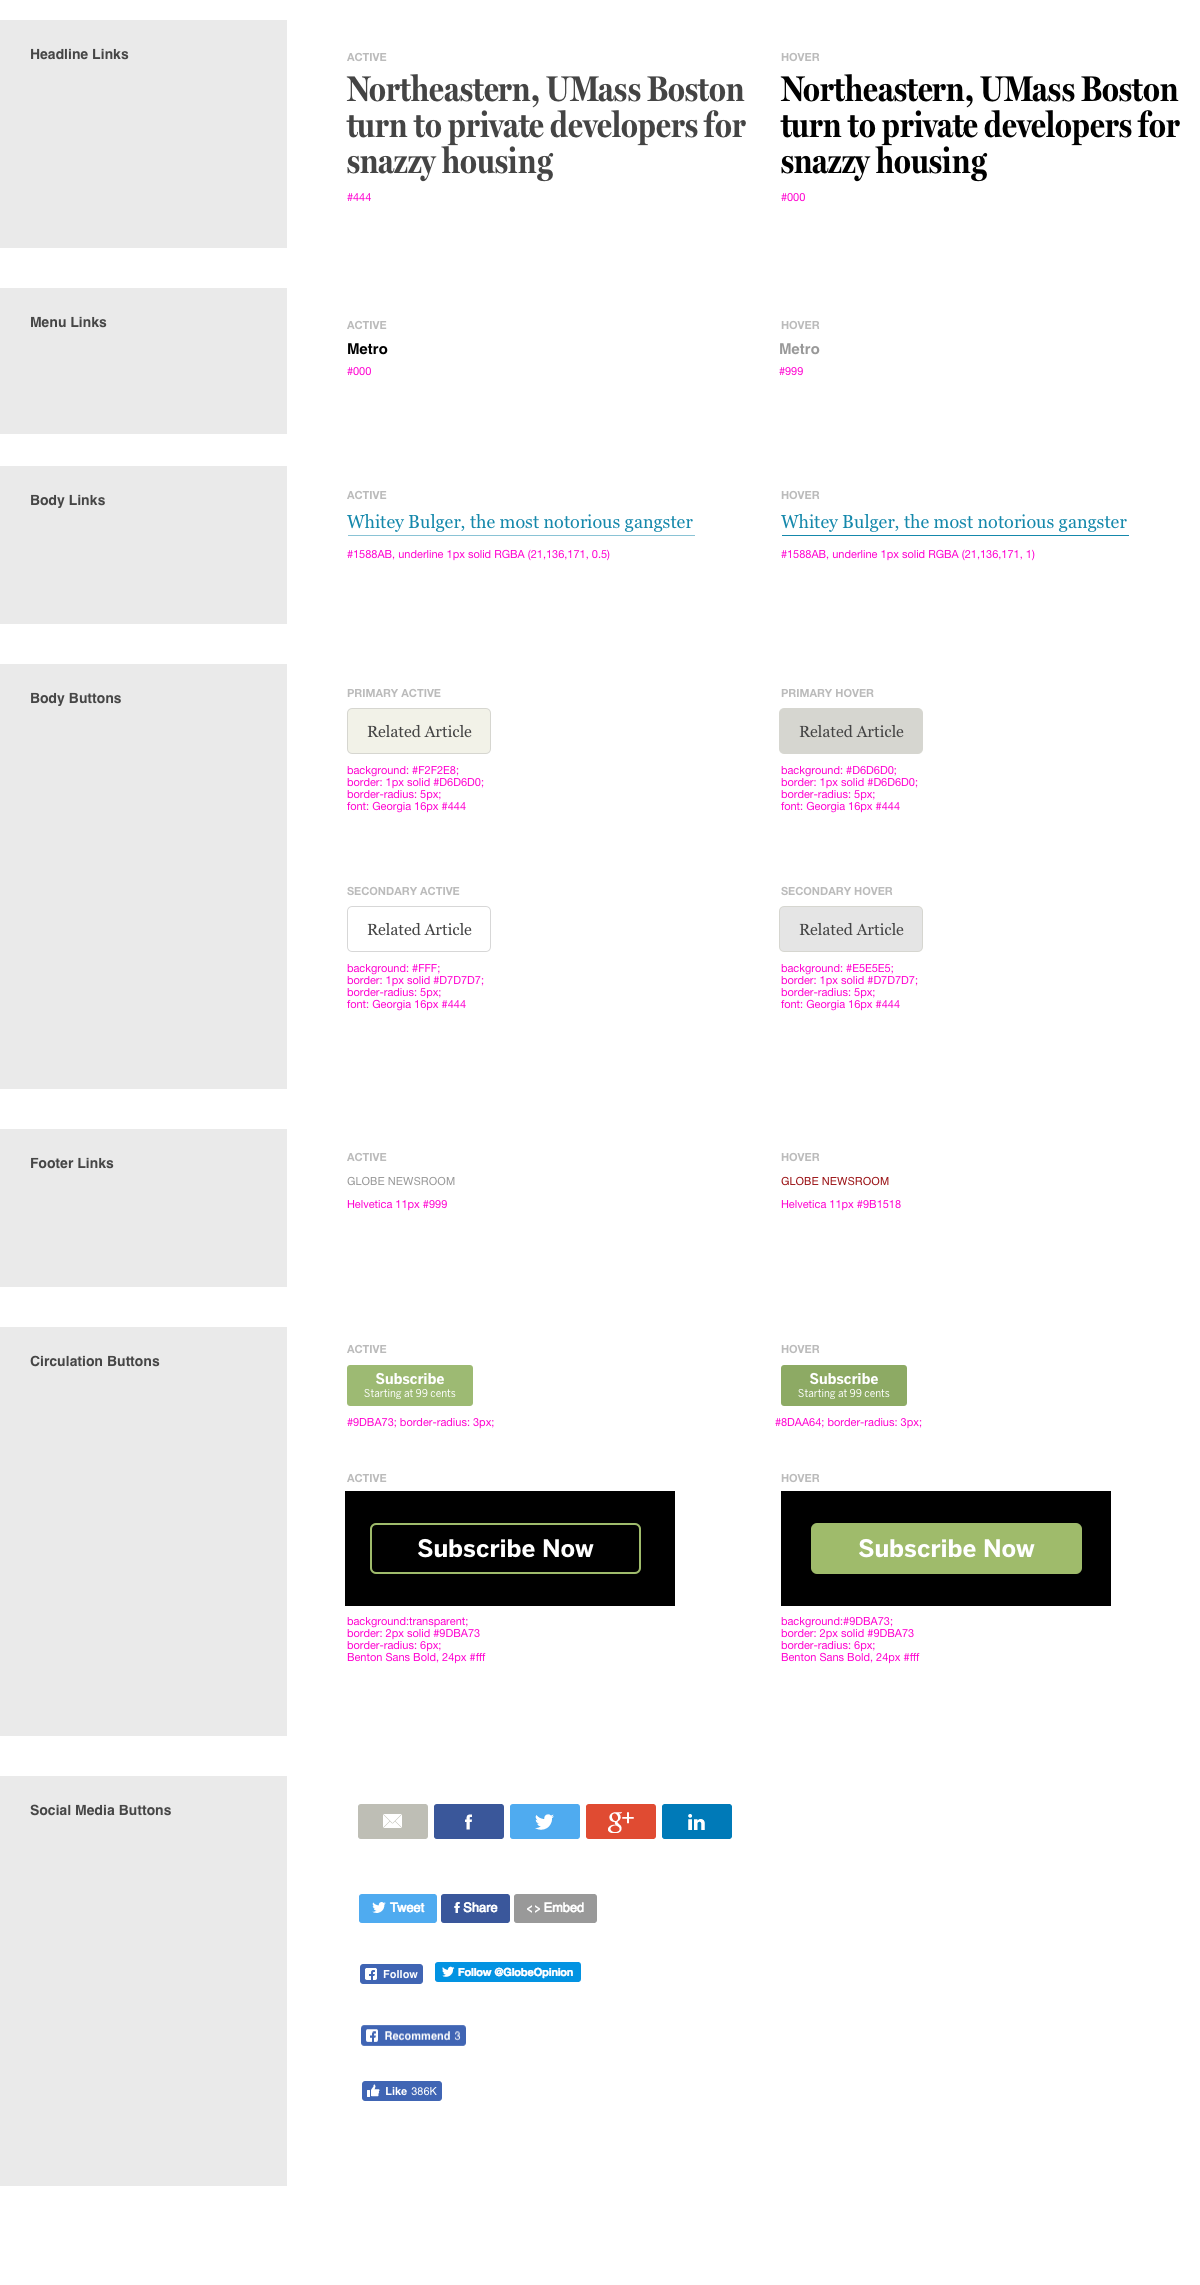 Headline Links
ACTIVE
Northeastern, UMass Boston
turn to private developers for
snazzy housing
#444
HOVER
Northeastern, UMass Boston
turn to private developers for
snazzy housing
#000
Menu Links
ACTIVE
Metro
#000
HOVER
Metro
#999
Body Links
ACTIVE
Whitey Bulger, the most notorious gangster
#1588AB, underline 1px solid RGBA (21,136,171, 0.5)
HOVER
Whitey Bulger, the most notorious gangster
#1588AB, underline 1px solid RGBA (21,136,171, 1)
Body Buttons
PRIMARY ACTIVE
Related Article
background: #F2F2E8;
border: 1px solid #D6D6D0;
border-radius: 5px;
font: Georgia 16px #444
PRIMARY HOVER
Related Article
background: #D6D6D0;
border: 1px solid #D6D6D0;
border-radius: 5px;
font: Georgia 16px #444
SECONDARY ACTIVE
Related Article
background: #FFF;
border: 1px solid #D7D7D7;
border-radius: 5px;
font: Georgia 16px #444
SECONDARY HOVER
Related Article
background: #E5E5E5;
border: 1px solid #D7D7D7;
border-radius: 5px;
font: Georgia 16px #444
Footer Links
ACTIVE
GLOBE NEWSROOM
Helvetica 11px #999
HOVER
GLOBE NEWSROOM
Helvetica 11px #9B1518
Circulation Buttons
ACTIVE
Subscribe
Starting at 99 cents
#9DBA73; border-radius: 3px;
HOVER
Subscribe
Starting at 99 cents
#8DAA64; border-radius: 3px;
ACTIVE
Subscribe Now
background:transparent;
border: 2px solid #9DBA73
border-radius: 6px;
Benton Sans Bold, 24px #fff
HOVER
Subscribe Now
background:#9DBA73;
border: 2px solid #9DBA73
border-radius: 6px;
Benton Sans Bold, 24px #fff
Social Media Buttons
f
g+
in
Tweet
f Share
<> Embed
Follow
Follow @GlobeOpinion
Recommend 3
Like 386K